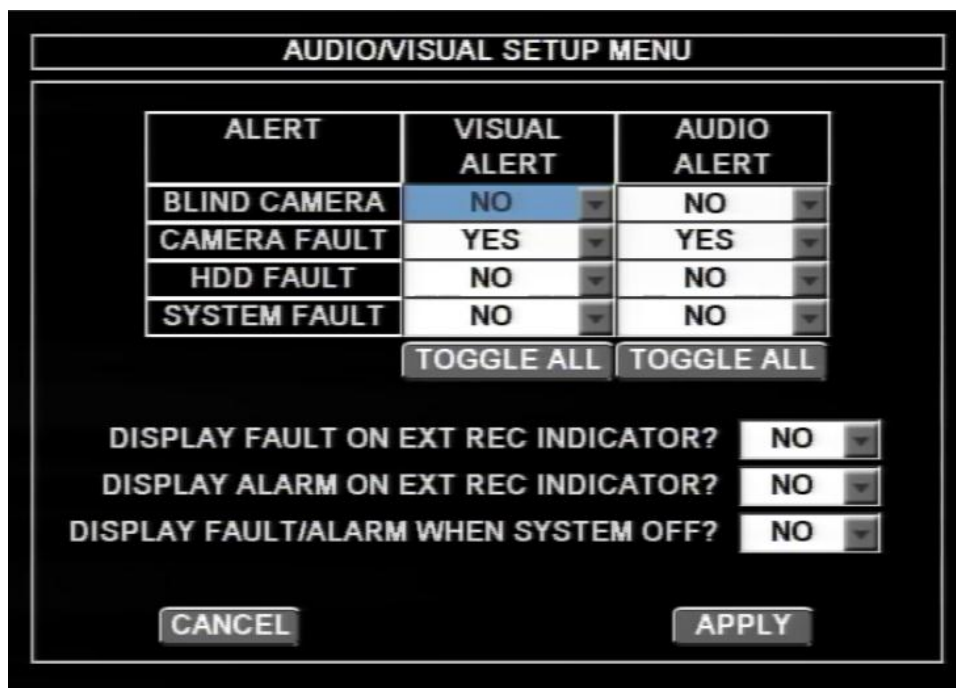 AUDIO/VISUAL SETUP MENU
ALERT VISUAL ALERT AUDIO ALERT
BLIND CAMERA NO NO
CAMERA FAULT YES YES
HDD FAULT NO NO
SYSTEM FAULT NO NO
TOGGLE ALL TOGGLE ALL
DISPLAY FAULT ON EXT REC INDICATOR? NO
DISPLAY ALARM ON EXT REC INDICATOR? NO
DISPLAY FAULT/ALARM WHEN SYSTEM OFF? NO
CANCEL APPLY